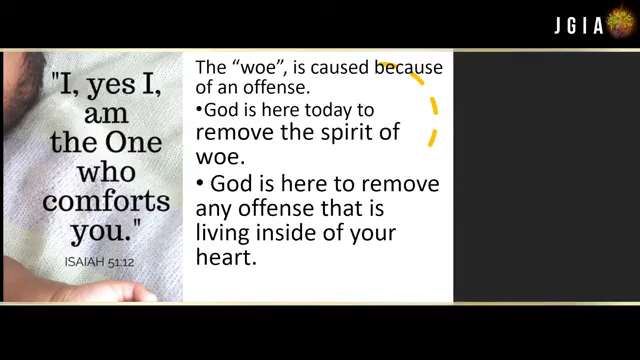 JGIA
"I, yes I,
am
the One
who
comforts
you."
ISAIAH 51:12
The “woe”, is caused because
of an offense.
•God is here today to
remove the spirit of
woe.
• God is here to remove
any offense that is
living inside of your
heart.